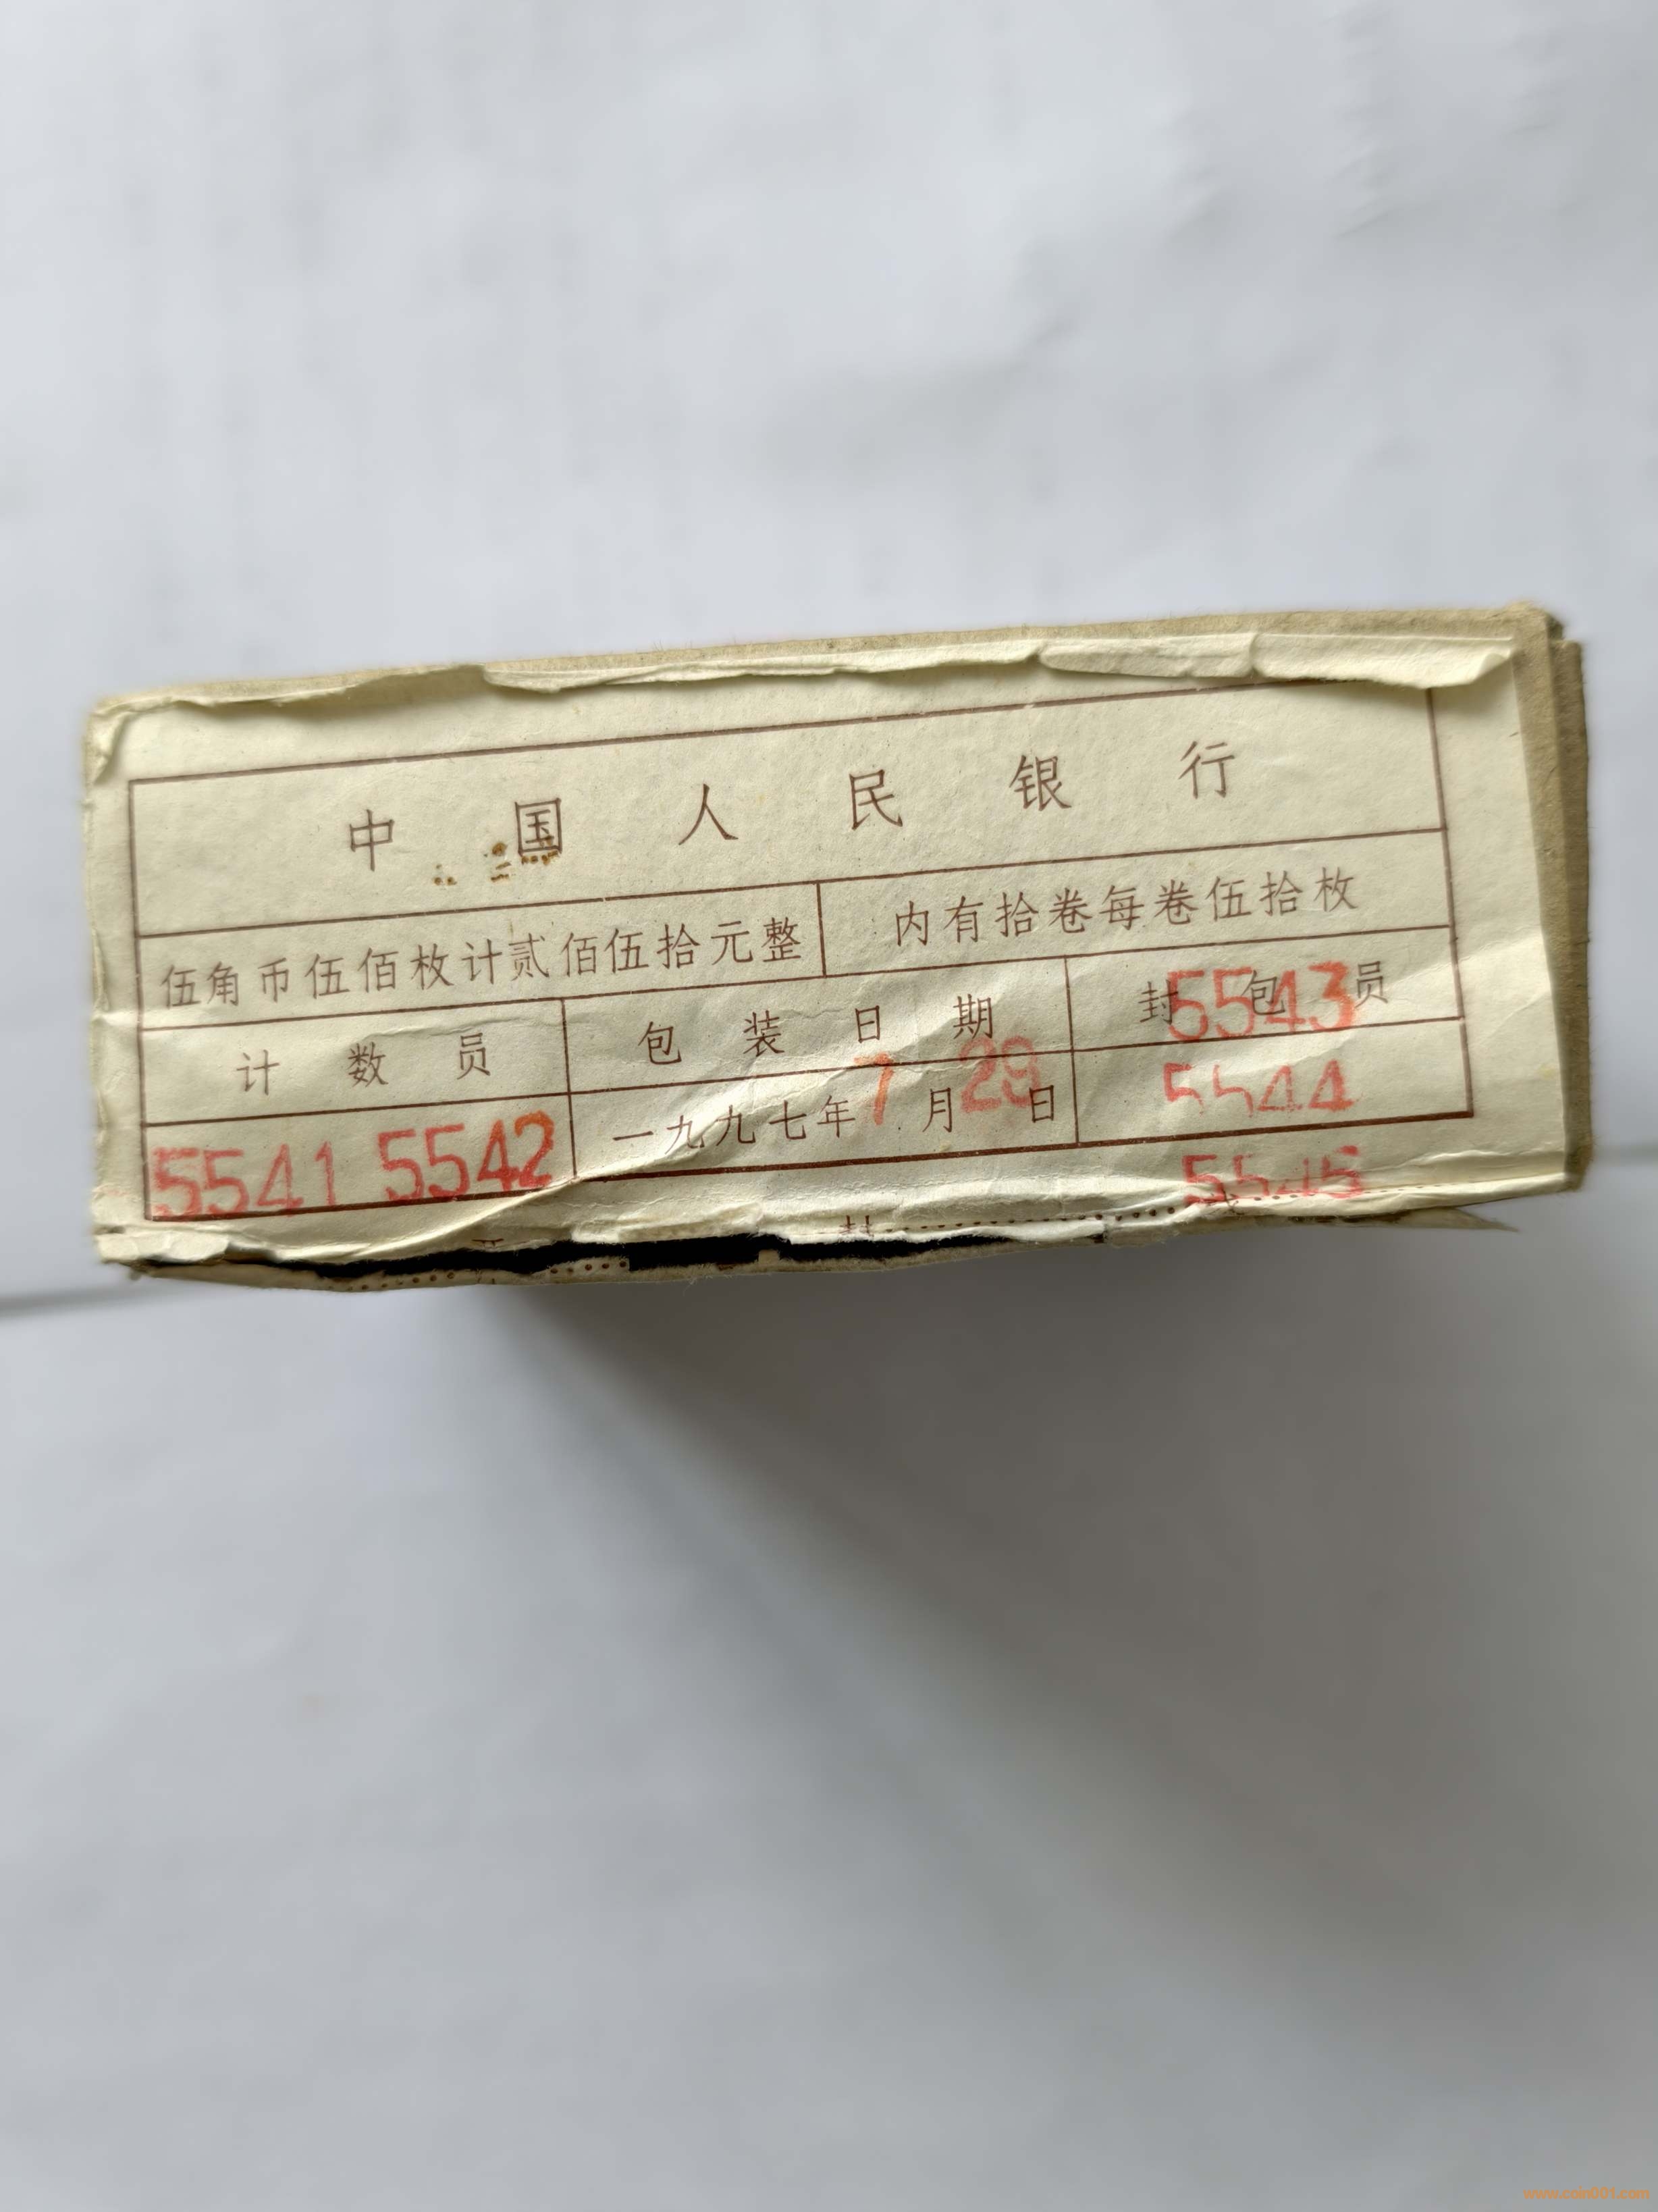 中国人民银行
伍角币伍佰枚计贰佰伍拾元整 内有拾卷每卷伍拾枚
计数员 包装日期 封包员 5543
5541 5542 一九九七年7月29日 5544
封
www.coin001.com